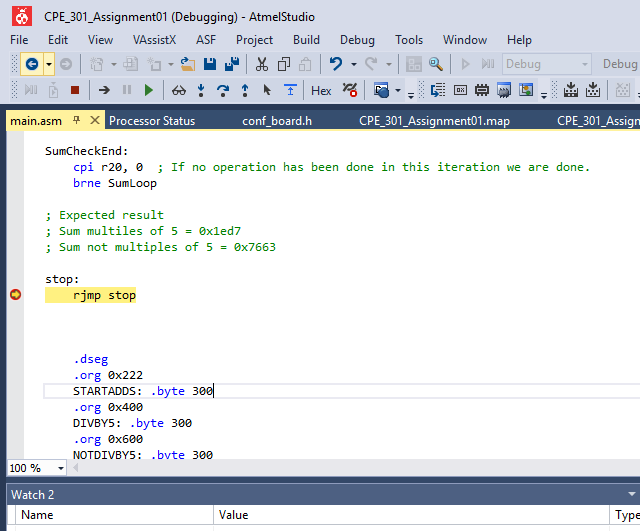 CPE_301_Assignment01 (Debugging) - AtmelStudio
File Edit View VAssistX ASF Project Build Debug Tools Window Help
Debug Debug
Hex
main.asm Processor Status conf_board.h CPE_301_Assignment01.map CPE_301_Assign
SumCheckEnd:
cpi r20, 0 ; If no operation has been done in this iteration we are done.
brne SumLoop
; Expected result
; Sum multiles of 5 = 0x1ed7
; Sum not multiples of 5 = 0x7663
stop:
rjmp stop
.dseg
.org 0x222
STARTADDS: .byte 300
.org 0x400
DIVBY5: .byte 300
.org 0x600
NOTDIVBY5: .byte 300
100 %
Watch 2
Name Value Type